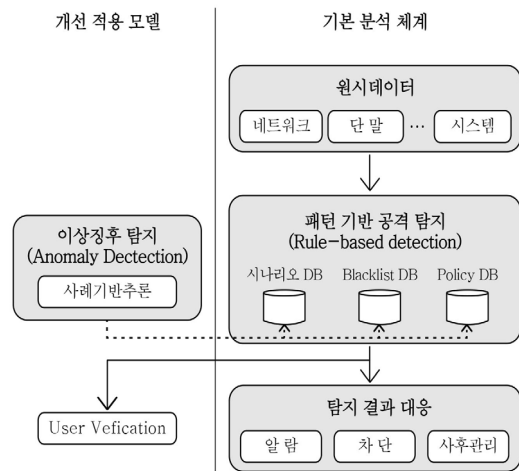 개선 적용 모델
기본 분석 체계
원시데이터
네트워크
단 말
...
시스템
패턴 기반 공격 탐지
(Rule-based detection)
시나리오 DB
Blacklist DB
Policy DB
이상징후 탐지
(Anomaly Dectection)
사례기반추론
User Vefication
탐지 결과 대응
알 람
차 단
사후관리